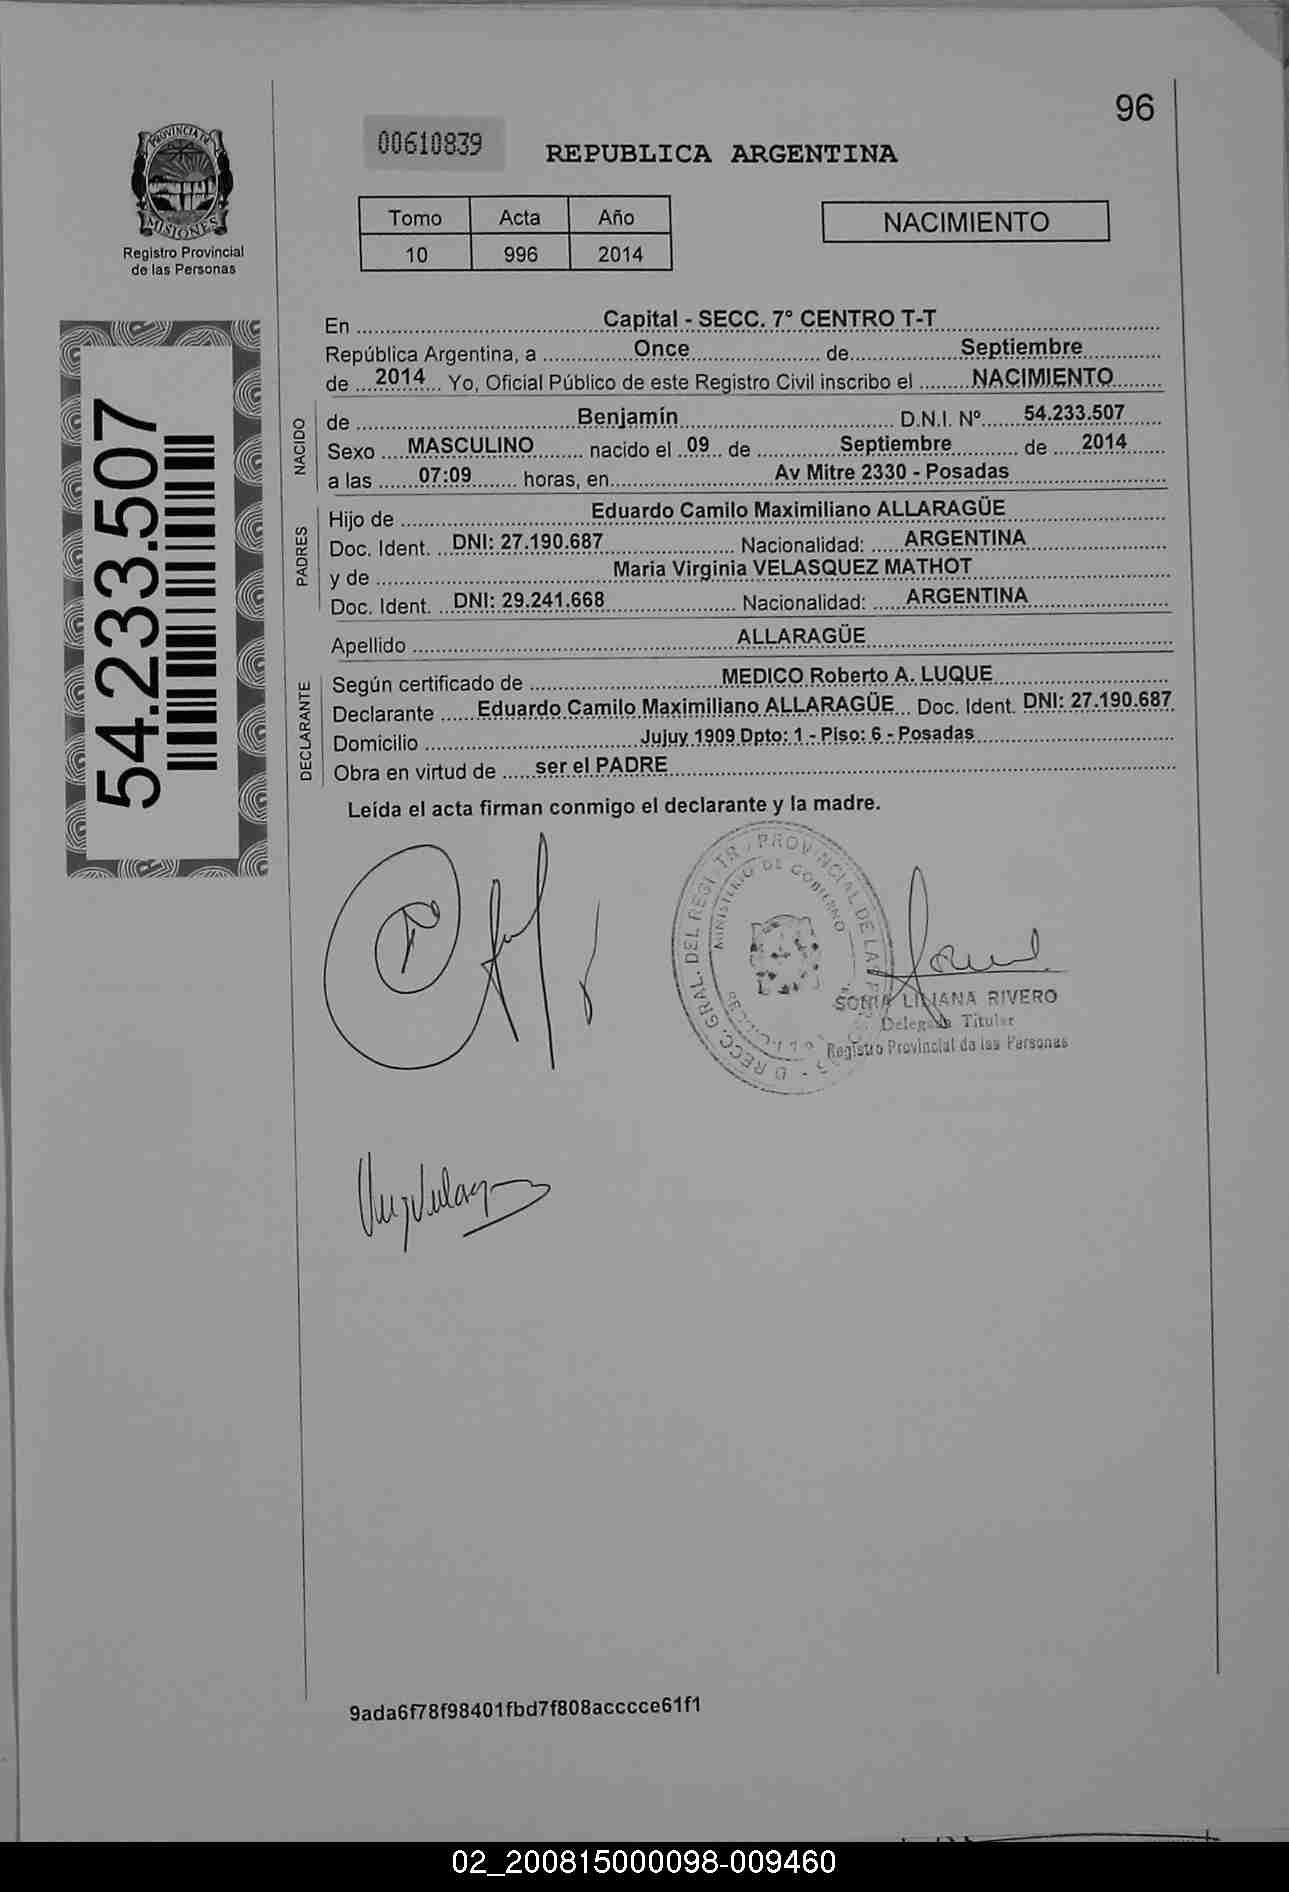 96
PROVINCIA DE
MISIONES
Registro Provincial
de las Personas
00610839
REPUBLICA ARGENTINA
Tomo Acta Año
10 996 2014
NACIMIENTO
54.233.507
En Capital - SECC. 7° CENTRO T-T
República Argentina, a Once de Septiembre
de 2014 Yo, Oficial Público de este Registro Civil inscribo el NACIMIENTO
NACIDO
de Benjamín D.N.I. Nº 54.233.507
Sexo MASCULINO nacido el 09 de Septiembre de 2014
a las 07:09 horas, en Av Mitre 2330 - Posadas
PADRES
Hijo de Eduardo Camilo Maximiliano ALLARAGÜE
Doc. Ident. DNI: 27.190.687 Nacionalidad: ARGENTINA
y de Maria Virginia VELASQUEZ MATHOT
Doc. Ident. DNI: 29.241.668 Nacionalidad: ARGENTINA
Apellido ALLARAGÜE
DECLARANTE
Según certificado de MEDICO Roberto A. LUQUE
Declarante Eduardo Camilo Maximiliano ALLARAGÜE Doc. Ident. DNI: 27.190.687
Domicilio Jujuy 1909 Dpto: 1 - Piso: 6 - Posadas
Obra en virtud de ser el PADRE
Leída el acta firman conmigo el declarante y la madre.
MINISTERIO DE GOBIERNO
SONIA LILIANA RIVERO
Delegada Titular
Registro Provincial de las Personas
9ada6f78f98401fbd7f808acccce61f1
02_200815000098-009460